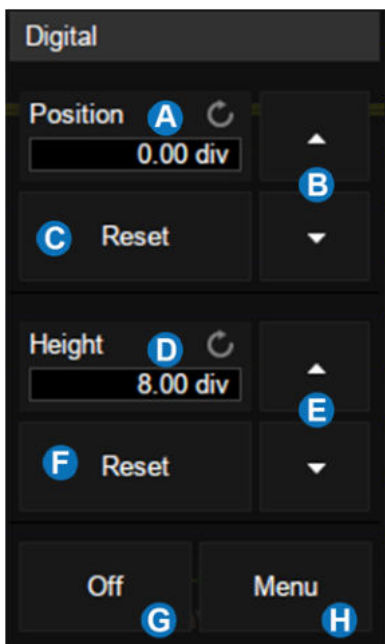 Digital
Position A
0.00 div
B
C Reset
Height D
8.00 div
E
F Reset
Off Menu
G H